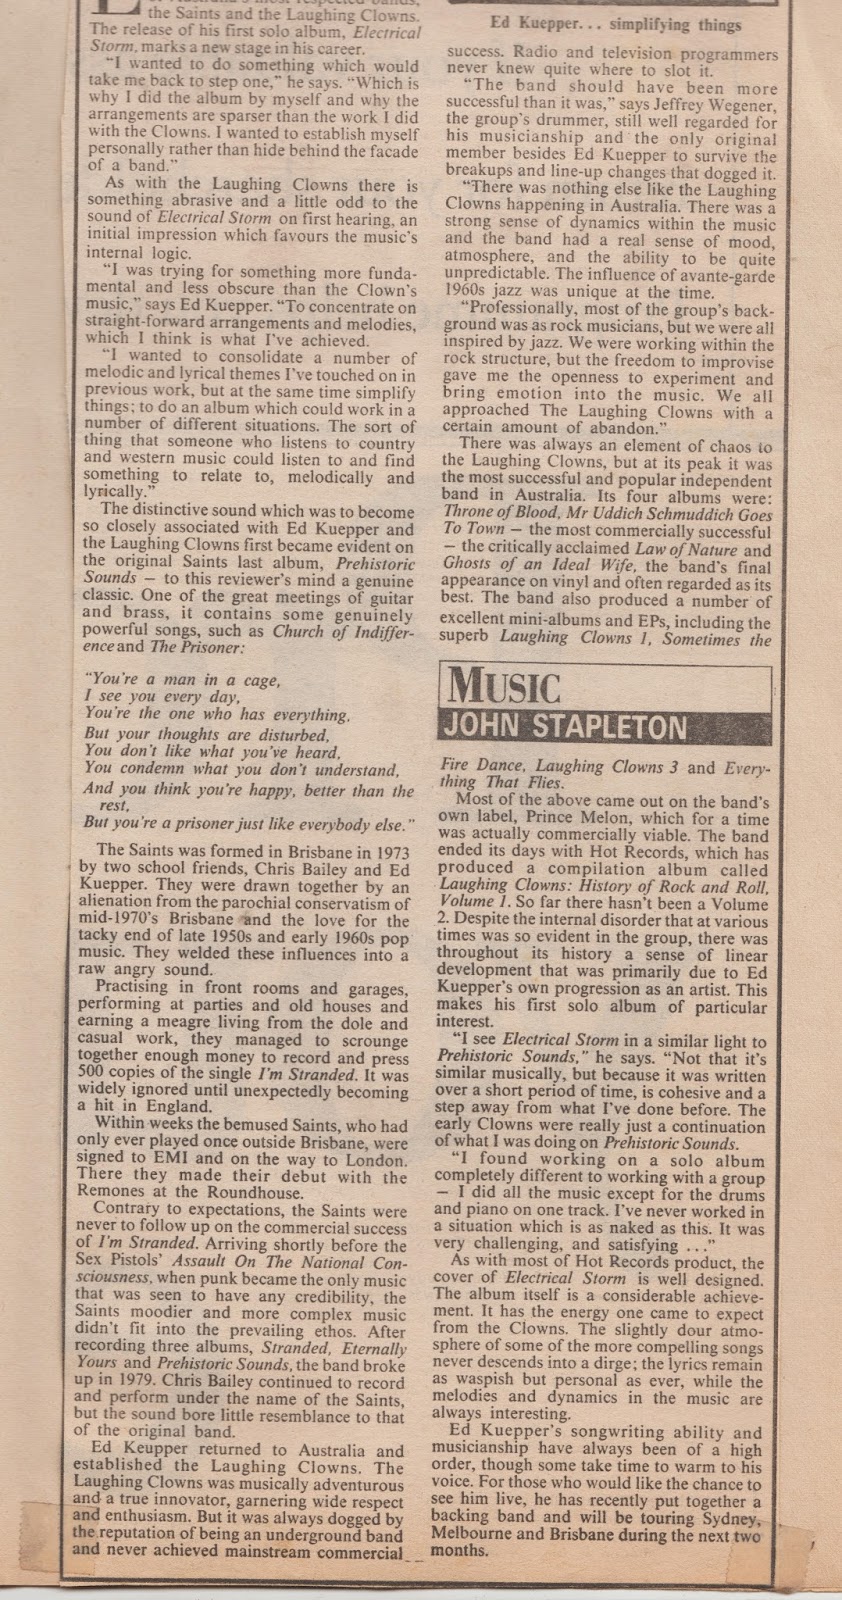 the Saints and the Laughing Clowns.
The release of his first solo album, Electrical
Storm, marks a new stage in his career.
"I wanted to do something which would
take me back to step one," he says. "Which is
why I did the album by myself and why the
arrangements are sparser than the work I did
with the Clowns. I wanted to establish myself
personally rather than hide behind the facade
of a band."
As with the Laughing Clowns there is
something abrasive and a little odd to the
sound of Electrical Storm on first hearing, an
initial impression which favours the music's
internal logic.
"I was trying for something more funda-
mental and less obscure than the Clown's
music," says Ed Kuepper. "To concentrate on
straight-forward arrangements and melodies,
which I think is what I've achieved.
"I wanted to consolidate a number of
melodic and lyrical themes I've touched on in
previous work, but at the same time simplify
things; to do an album which could work in a
number of different situations. The sort of
thing that someone who listens to country
and western music could listen to and find
something to relate to, melodically and
lyrically."
The distinctive sound which was to become
so closely associated with Ed Kuepper and
the Laughing Clowns first became evident on
the original Saints last album, Prehistoric
Sounds — to this reviewer's mind a genuine
classic. One of the great meetings of guitar
and brass, it contains some genuinely
powerful songs, such as Church of Indiffer-
ence and The Prisoner:
"You're a man in a cage,
I see you every day,
You're the one who has everything,
But your thoughts are disturbed,
You don't like what you've heard,
You condemn what you don't understand,
And you think you're happy, better than the
rest,
But you're a prisoner just like everybody else."
The Saints was formed in Brisbane in 1973
by two school friends, Chris Bailey and Ed
Kuepper. They were drawn together by an
alienation from the parochial conservatism of
mid-1970's Brisbane and the love for the
tacky end of late 1950s and early 1960s pop
music. They welded these influences into a
raw angry sound.
Practising in front rooms and garages,
performing at parties and old houses and
earning a meagre living from the dole and
casual work, they managed to scrounge
together enough money to record and press
500 copies of the single I'm Stranded. It was
widely ignored until unexpectedly becoming
a hit in England.
Within weeks the bemused Saints, who had
only ever played once outside Brisbane, were
signed to EMI and on the way to London.
There they made their debut with the
Remones at the Roundhouse.
Contrary to expectations, the Saints were
never to follow up on the commercial success
of I'm Stranded. Arriving shortly before the
Sex Pistols' Assault On The National Con-
sciousness, when punk became the only music
that was seen to have any credibility, the
Saints moodier and more complex music
didn't fit into the prevailing ethos. After
recording three albums, Stranded, Eternally
Yours and Prehistoric Sounds, the band broke
up in 1979. Chris Bailey continued to record
and perform under the name of the Saints,
but the sound bore little resemblance to that
of the original band.
Ed Keupper returned to Australia and
established the Laughing Clowns. The
Laughing Clowns was musically adventurous
and a true innovator, garnering wide respect
and enthusiasm. But it was always dogged by
the reputation of being an underground band
and never achieved mainstream commercial
Ed Kuepper... simplifying things
success. Radio and television programmers
never knew quite where to slot it.
"The band should have been more
successful than it was," says Jeffrey Wegener,
the group's drummer, still well regarded for
his musicianship and the only original
member besides Ed Kuepper to survive the
breakups and line-up changes that dogged it.
"There was nothing else like the Laughing
Clowns happening in Australia. There was a
strong sense of dynamics within the music
and the band had a real sense of mood,
atmosphere, and the ability to be quite
unpredictable. The influence of avante-garde
1960s jazz was unique at the time.
"Professionally, most of the group's back-
ground was as rock musicians, but we were all
inspired by jazz. We were working within the
rock structure, but the freedom to improvise
gave me the openness to experiment and
bring emotion into the music. We all
approached The Laughing Clowns with a
certain amount of abandon."
There was always an element of chaos to
the Laughing Clowns, but at its peak it was
the most successful and popular independent
band in Australia. Its four albums were:
Throne of Blood, Mr Uddich Schmuddich Goes
To Town — the most commercially successful
— the critically acclaimed Law of Nature and
Ghosts of an Ideal Wife, the band's final
appearance on vinyl and often regarded as its
best. The band also produced a number of
excellent mini-albums and EPs, including the
superb Laughing Clowns 1, Sometimes the
MUSIC
JOHN STAPLETON
Fire Dance, Laughing Clowns 3 and Every-
thing That Flies.
Most of the above came out on the band's
own label, Prince Melon, which for a time
was actually commercially viable. The band
ended its days with Hot Records, which has
produced a compilation album called
Laughing Clowns: History of Rock and Roll,
Volume 1. So far there hasn't been a Volume
2. Despite the internal disorder that at various
times was so evident in the group, there was
throughout its history a sense of linear
development that was primarily due to Ed
Kuepper's own progression as an artist. This
makes his first solo album of particular
interest.
"I see Electrical Storm in a similar light to
Prehistoric Sounds," he says. "Not that it's
similar musically, but because it was written
over a short period of time, is cohesive and a
step away from what I've done before. The
early Clowns were really just a continuation
of what I was doing on Prehistoric Sounds.
"I found working on a solo album
completely different to working with a group
— I did all the music except for the drums
and piano on one track. I've never worked in
a situation which is as naked as this. It was
very challenging, and satisfying ..."
As with most of Hot Records product, the
cover of Electrical Storm is well designed.
The album itself is a considerable achieve-
ment. It has the energy one came to expect
from the Clowns. The slightly dour atmo-
sphere of some of the more compelling songs
never descends into a dirge; the lyrics remain
as waspish but personal as ever, while the
melodies and dynamics in the music are
always interesting.
Ed Kuepper's songwriting ability and
musicianship have always been of a high
order, though some take time to warm to his
voice. For those who would like the chance to
see him live, he has recently put together a
backing band and will be touring Sydney,
Melbourne and Brisbane during the next two
months.